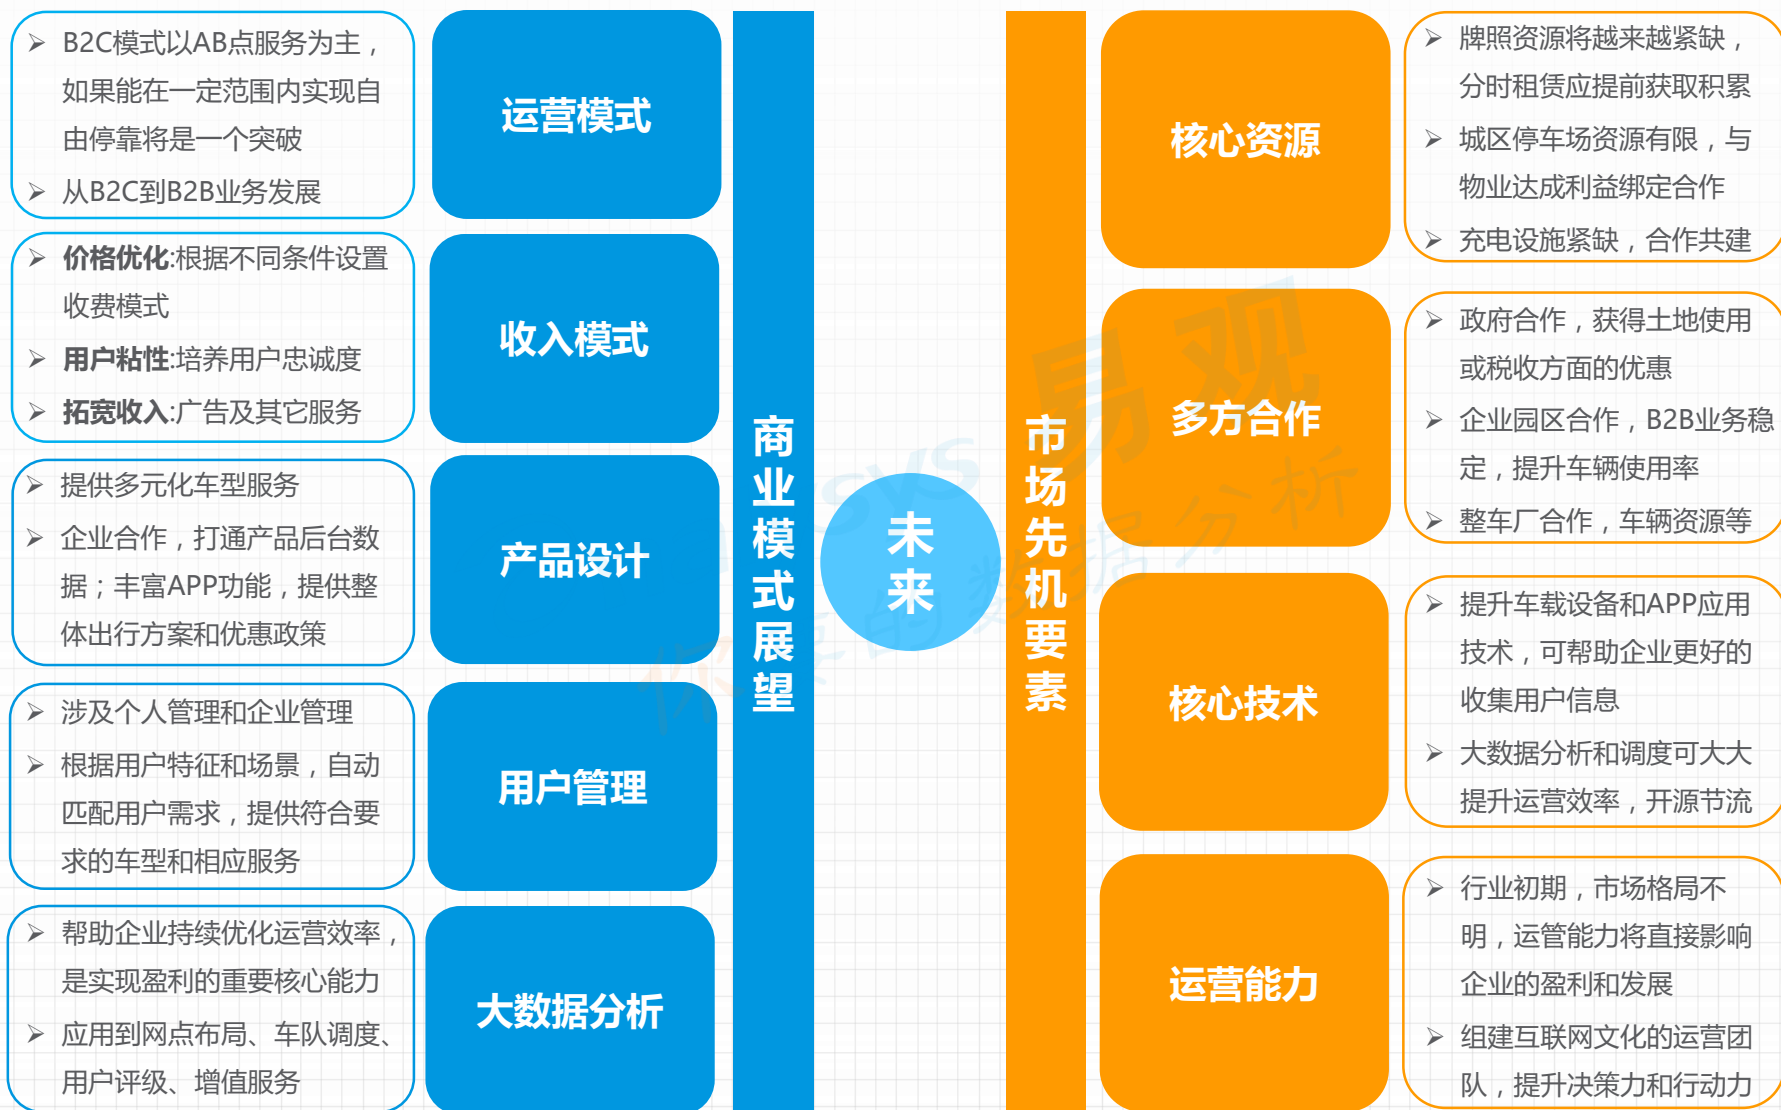 B2C模式以AB点服务为主，
如果能在一定范围内实现自
由停靠将是一个突破
从B2C到B2B业务发展
运营模式
价格优化:根据不同条件设置
收费模式
用户粘性:培养用户忠诚度
拓宽收入:广告及其它服务
收入模式
提供多元化车型服务
企业合作，打通产品后台数
据；丰富APP功能，提供整
体出行方案和优惠政策
产品设计
涉及个人管理和企业管理
根据用户特征和场景，自动
匹配用户需求，提供符合要
求的车型和相应服务
用户管理
帮助企业持续优化运营效率，
是实现盈利的重要核心能力
应用到网点布局、车队调度、
用户评级、增值服务
大数据分析
商业模式展望
未来
市场先机要素
核心资源
牌照资源将越来越紧缺，
分时租赁应提前获取积累
城区停车场资源有限，与
物业达成利益绑定合作
充电设施紧缺，合作共建
多方合作
政府合作，获得土地使用
或税收方面的优惠
企业园区合作，B2B业务稳
定，提升车辆使用率
整车厂合作，车辆资源等
核心技术
提升车载设备和APP应用
技术，可帮助企业更好的
收集用户信息
大数据分析和调度可大大
提升运营效率，开源节流
运营能力
行业初期，市场格局不
明，运管能力将直接影响
企业的盈利和发展
组建互联网文化的运营团
队，提升决策力和行动力
易观
你要的数据分析